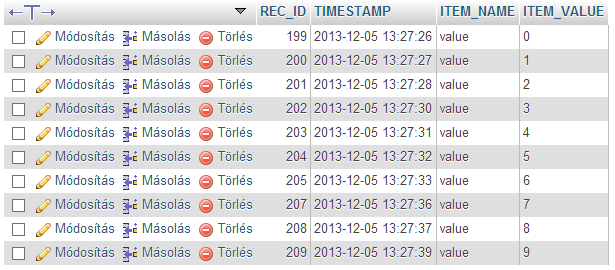 REC_ID TIMESTAMP ITEM_NAME ITEM_VALUE
Módosítás Másolás Törlés 199 2013-12-05 13:27:26 value 0
Módosítás Másolás Törlés 200 2013-12-05 13:27:27 value 1
Módosítás Másolás Törlés 201 2013-12-05 13:27:28 value 2
Módosítás Másolás Törlés 202 2013-12-05 13:27:30 value 3
Módosítás Másolás Törlés 203 2013-12-05 13:27:31 value 4
Módosítás Másolás Törlés 204 2013-12-05 13:27:32 value 5
Módosítás Másolás Törlés 205 2013-12-05 13:27:33 value 6
Módosítás Másolás Törlés 207 2013-12-05 13:27:36 value 7
Módosítás Másolás Törlés 208 2013-12-05 13:27:37 value 8
Módosítás Másolás Törlés 209 2013-12-05 13:27:39 value 9